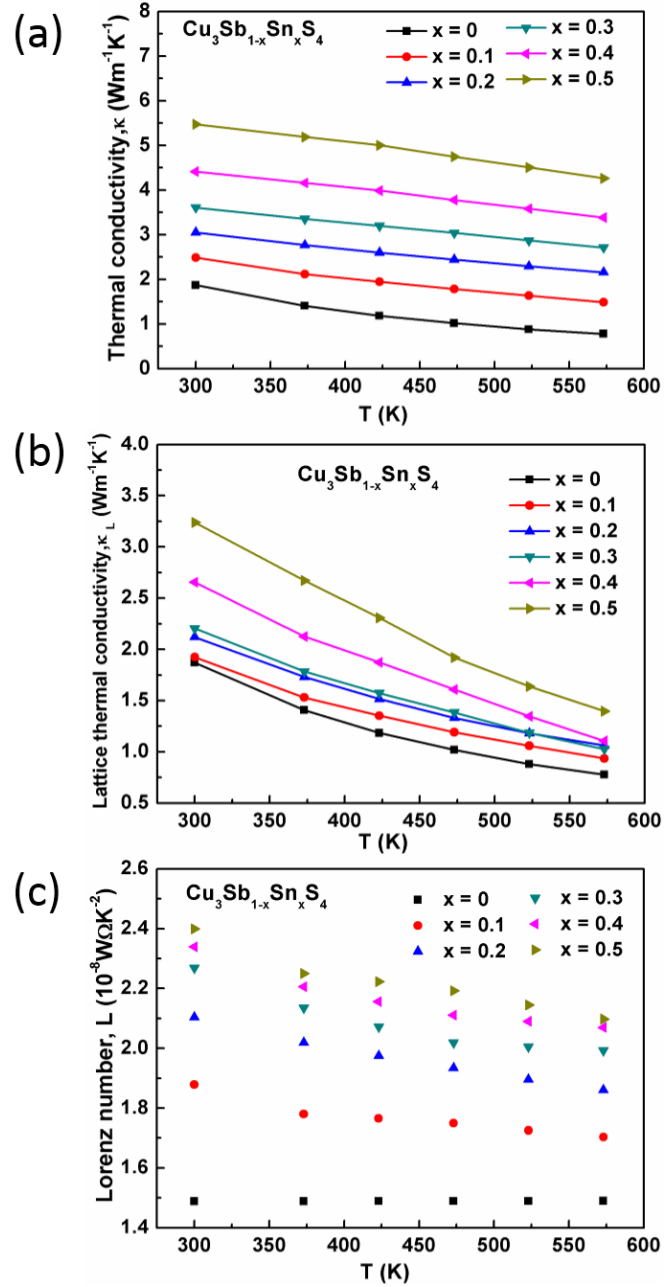 (a)
Cu₃Sb₁₋ₓSnₓS₄
x = 0
x = 0.1
x = 0.2
x = 0.3
x = 0.4
x = 0.5
Thermal conductivity,κ (Wm⁻¹K⁻¹)
8
7
6
5
4
3
2
1
0
300 350 400 450 500 550 600
T (K)
(b)
Cu₃Sb₁₋ₓSnₓS₄
x = 0
x = 0.1
x = 0.2
x = 0.3
x = 0.4
x = 0.5
Lattice thermal conductivity,κ_L (Wm⁻¹K⁻¹)
4.0
3.5
3.0
2.5
2.0
1.5
1.0
0.5
300 350 400 450 500 550 600
T (K)
(c)
Cu₃Sb₁₋ₓSnₓS₄
x = 0
x = 0.1
x = 0.2
x = 0.3
x = 0.4
x = 0.5
Lorenz number, L (10⁻⁸WΩK⁻²)
2.6
2.4
2.2
2.0
1.8
1.6
1.4
300 350 400 450 500 550 600
T (K)